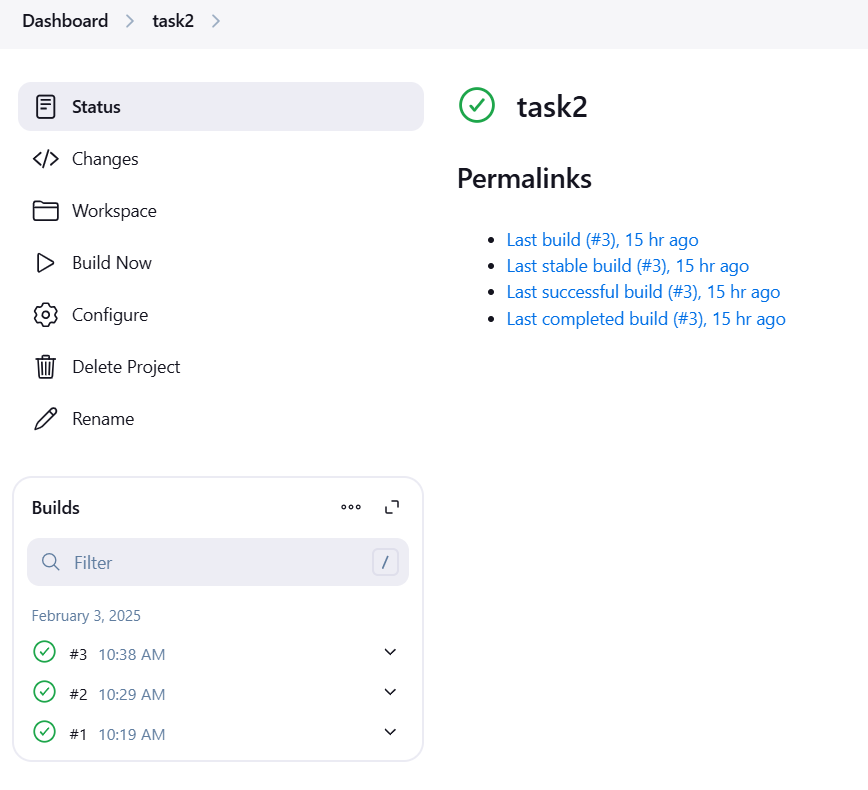 Dashboard > task2 >
Status
Changes
Workspace
Build Now
Configure
Delete Project
Rename
Builds
Filter /
February 3, 2025
#3 10:38 AM
#2 10:29 AM
#1 10:19 AM
task2
Permalinks
• Last build (#3), 15 hr ago
• Last stable build (#3), 15 hr ago
• Last successful build (#3), 15 hr ago
• Last completed build (#3), 15 hr ago